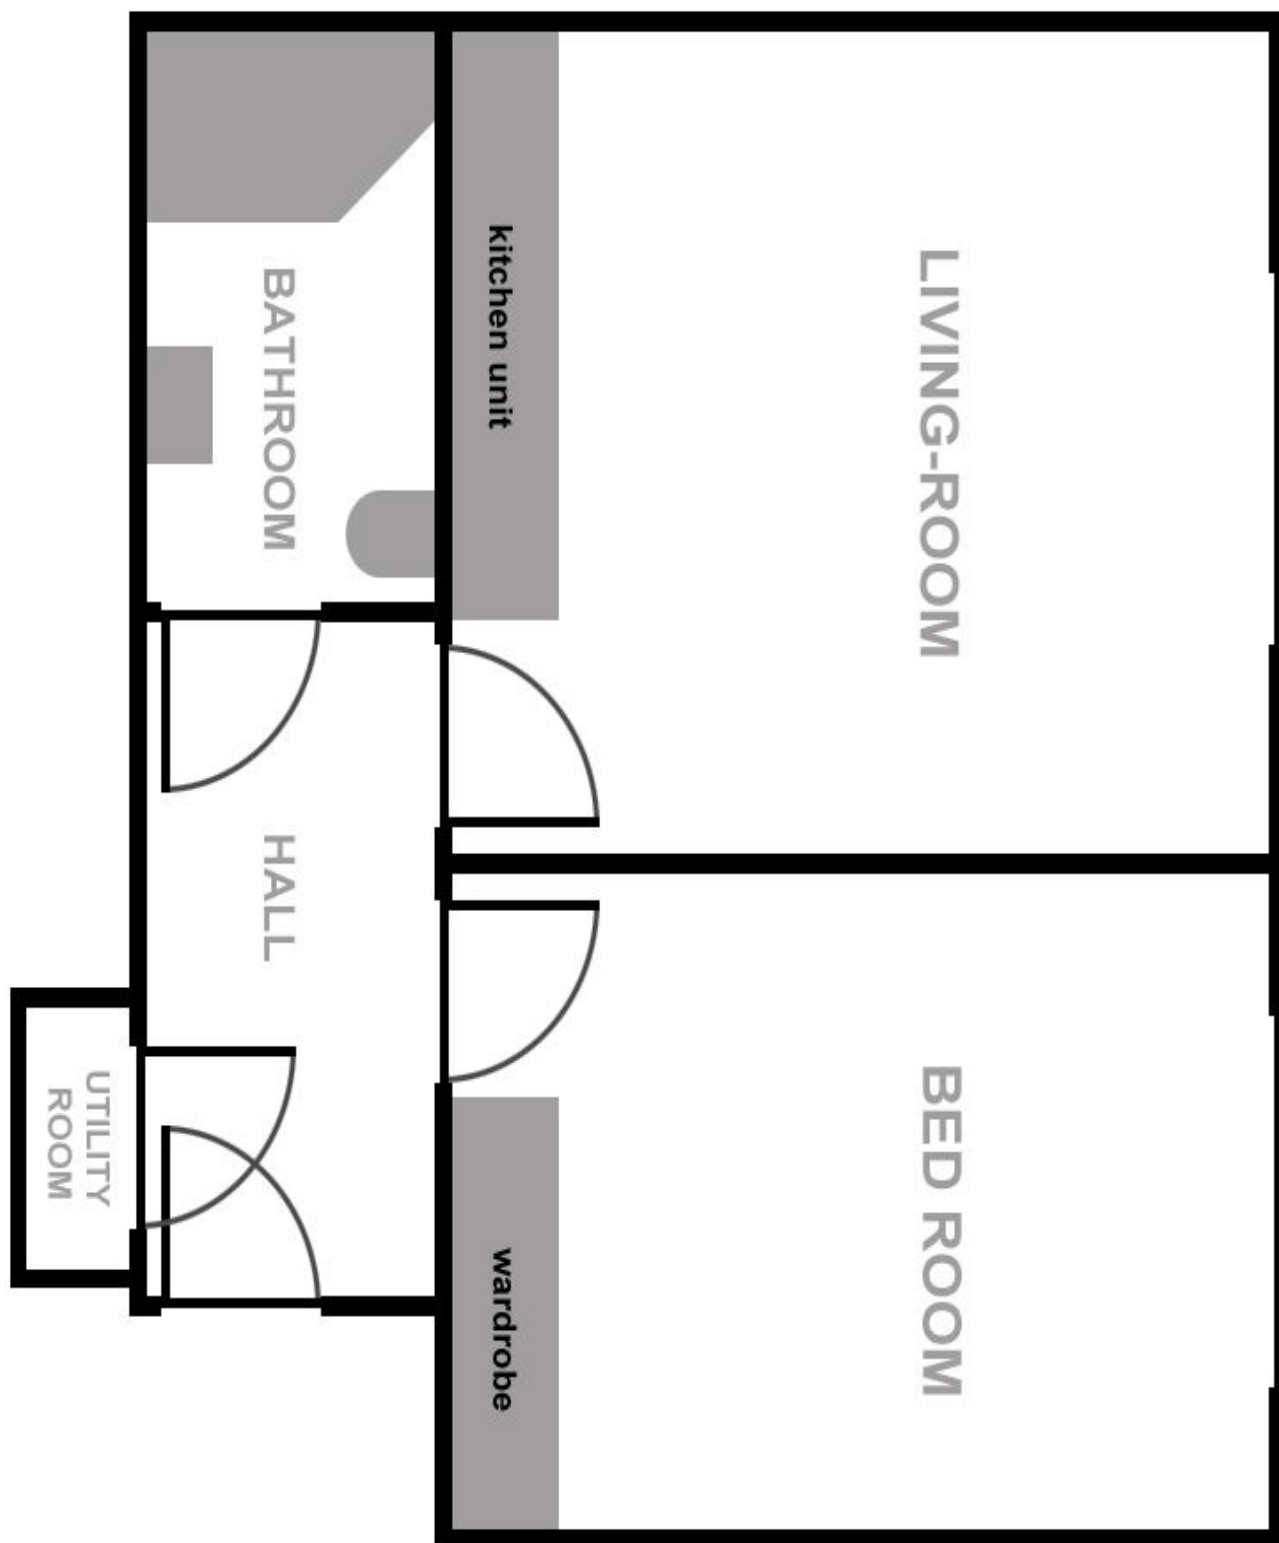 BATHROOM
kitchen unit
LIVING-ROOM
HALL
UTILITY
ROOM
wardrobe
BED ROOM